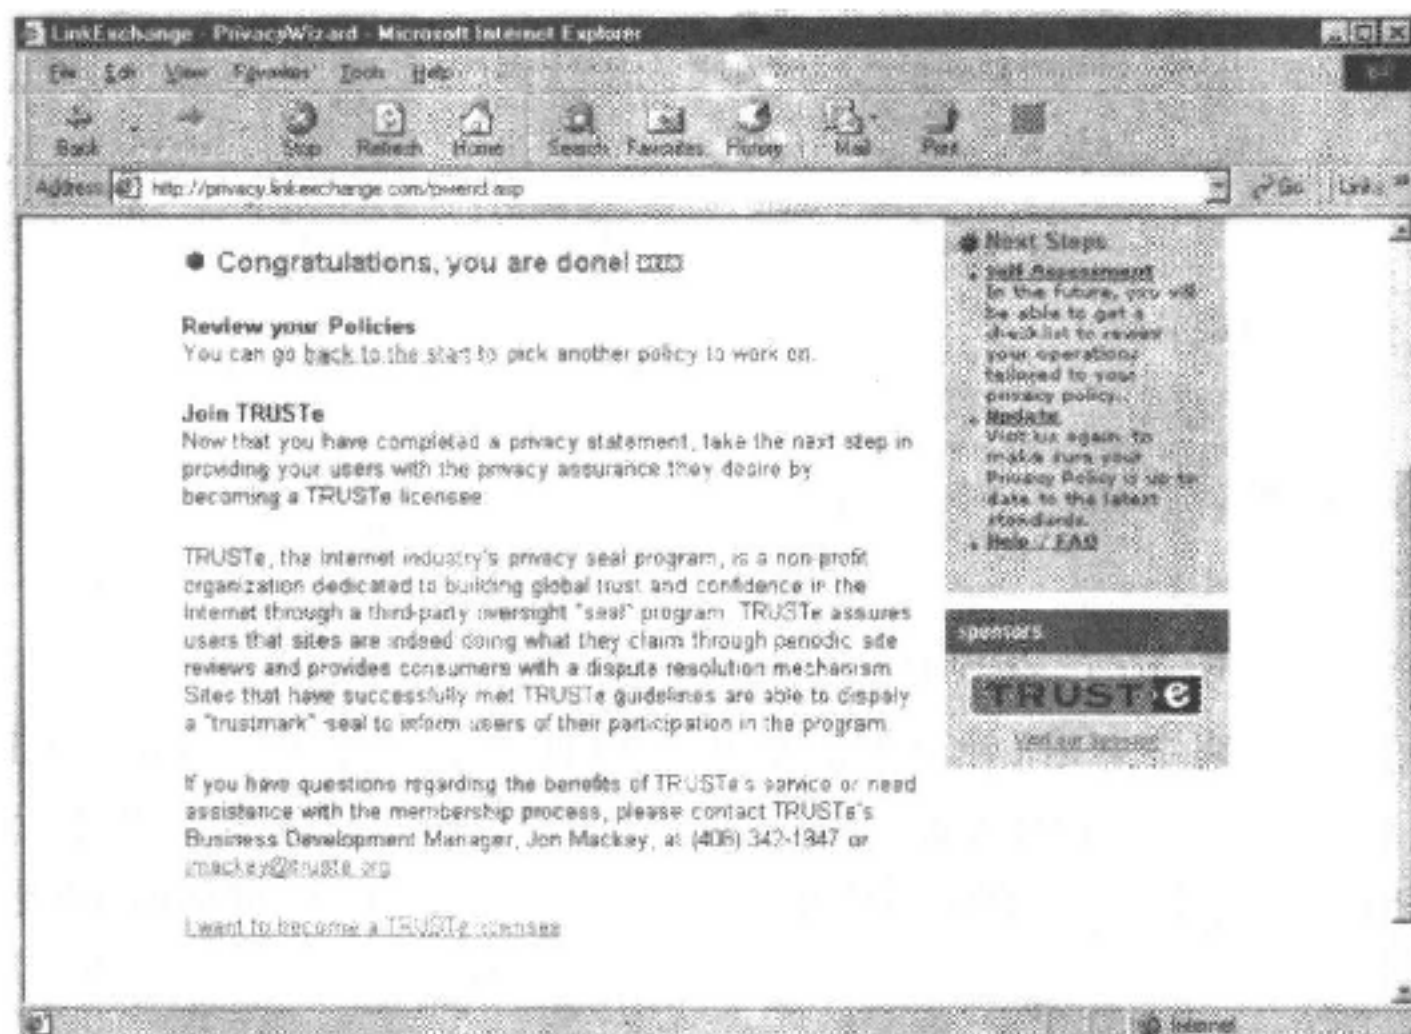 LinkExchange - PrivacyWizard - Microsoft Internet Explorer
File Edit View Favorites Tools Help
Back Stop Refresh Home Search Favorites History Mail Print
Address http://privacy.linkexchange.com/pwend.asp Go Links »
Congratulations, you are done!
Review your Policies
You can go back to the start to pick another policy to work on.
Join TRUSTe
Now that you have completed a privacy statement, take the next step in
providing your users with the privacy assurance they desire by
becoming a TRUSTe licensee.
TRUSTe, the Internet industry's privacy seal program, is a non-profit
organization dedicated to building global trust and confidence in the
Internet through a third-party oversight "seal" program. TRUSTe assures
users that sites are indeed doing what they claim through periodic site
reviews and provides consumers with a dispute resolution mechanism.
Sites that have successfully met TRUSTe guidelines are able to dispaly
a "trustmark" seal to inform users of their participation in the program.
If you have questions regarding the benefits of TRUSTe's service or need
assistance with the membership process, please contact TRUSTe's
Business Development Manager, Jon Mackey, at (408) 342-1947 or
jmackey@truste.org
I want to become a TRUSTe licensee
Next Steps
Self Assessment
In the future, you will
be able to get a
checklist to review
your operations
tailored to your
privacy policy.
Update
Visit us again to
make sure your
Privacy Policy is up to
date to the latest
standards.
Help / FAQ
sponsors
TRUSTe
Visit our Sponsor
Internet